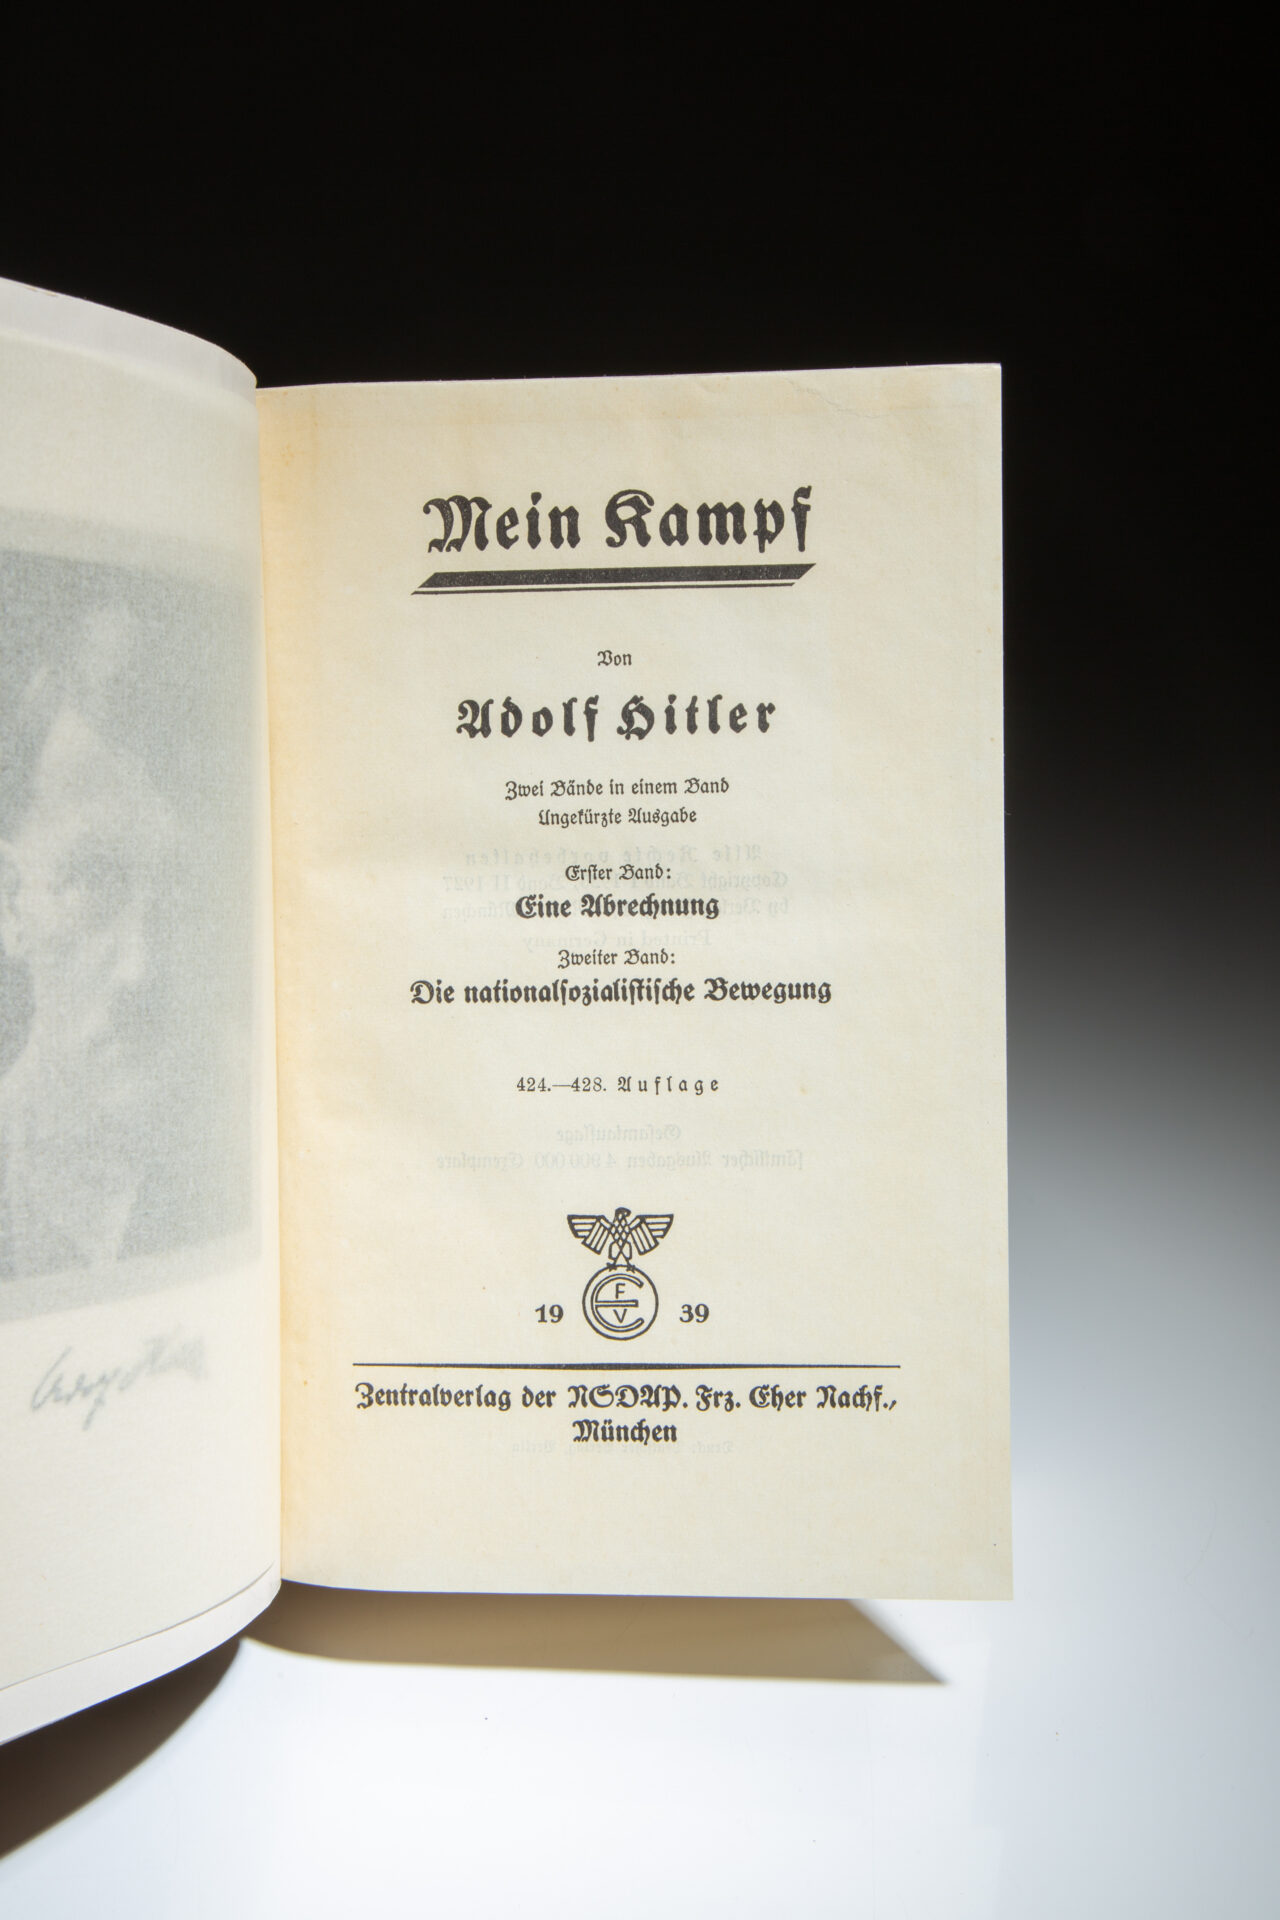 Mein Kampf
Von
Adolf Hitler
Zwei Bände in einem Band
Ungekürzte Ausgabe
Erster Band:
Eine Abrechnung
Zweiter Band:
Die nationalsozialistische Bewegung
424.—428. Auflage
F
E
V
19 39
Zentralverlag der NSDAP. Frz. Eher Nachf.,
München